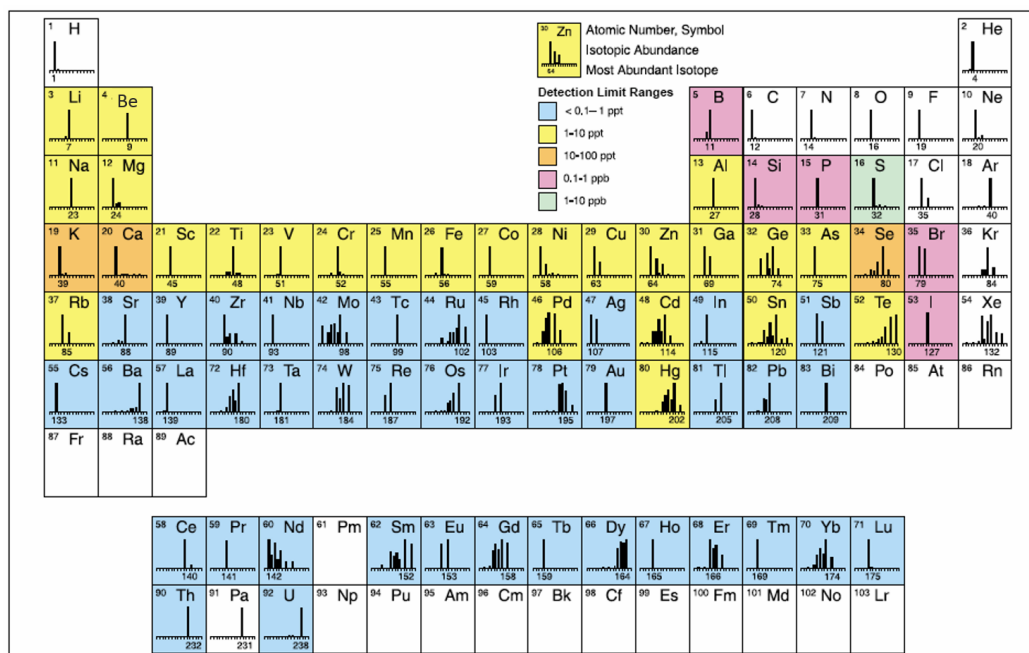 1 H
1
30 Zn
64
Atomic Number, Symbol
Isotopic Abundance
Most Abundant Isotope
2 He
4
Detection Limit Ranges
< 0.1–1 ppt
1-10 ppt
10-100 ppt
0.1-1 ppb
1-10 ppb
3 Li 4 Be 5 B 6 C 7 N 8 O 9 F 10 Ne
7 9 11 12 14 16 19 20
11 Na 12 Mg 13 Al 14 Si 15 P 16 S 17 Cl 18 Ar
23 24 27 28 31 32 35 40
19 K 20 Ca 21 Sc 22 Ti 23 V 24 Cr 25 Mn 26 Fe 27 Co 28 Ni 29 Cu 30 Zn 31 Ga 32 Ge 33 As 34 Se 35 Br 36 Kr
39 40 45 48 51 52 55 56 59 58 63 64 69 74 75 80 79 84
37 Rb 38 Sr 39 Y 40 Zr 41 Nb 42 Mo 43 Tc 44 Ru 45 Rh 46 Pd 47 Ag 48 Cd 49 In 50 Sn 51 Sb 52 Te 53 I 54 Xe
85 88 89 90 93 98 99 102 103 106 107 114 115 120 121 130 127 132
55 Cs 56 Ba 57 La 72 Hf 73 Ta 74 W 75 Re 76 Os 77 Ir 78 Pt 79 Au 80 Hg 81 Tl 82 Pb 83 Bi 84 Po 85 At 86 Rn
133 138 139 180 181 184 187 192 193 195 197 202 205 208 209
87 Fr 88 Ra 89 Ac
58 Ce 59 Pr 60 Nd 61 Pm 62 Sm 63 Eu 64 Gd 65 Tb 66 Dy 67 Ho 68 Er 69 Tm 70 Yb 71 Lu
140 141 142 152 153 158 159 164 165 166 169 174 175
90 Th 91 Pa 92 U 93 Np 94 Pu 95 Am 96 Cm 97 Bk 98 Cf 99 Es 100 Fm 101 Md 102 No 103 Lr
232 231 238